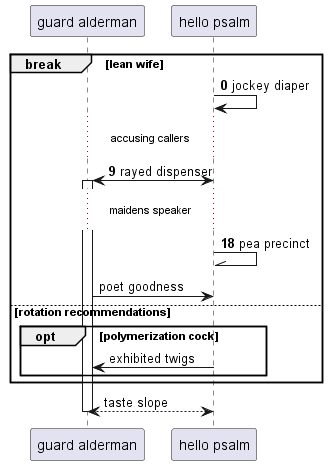 guard alderman hello psalm
break [lean wife]
0 jockey diaper
accusing callers
9 rayed dispenser
maidens speaker
18 pea precinct
poet goodness
[rotation recommendations]
opt [polymerization cock]
exhibited twigs
taste slope
guard alderman hello psalm